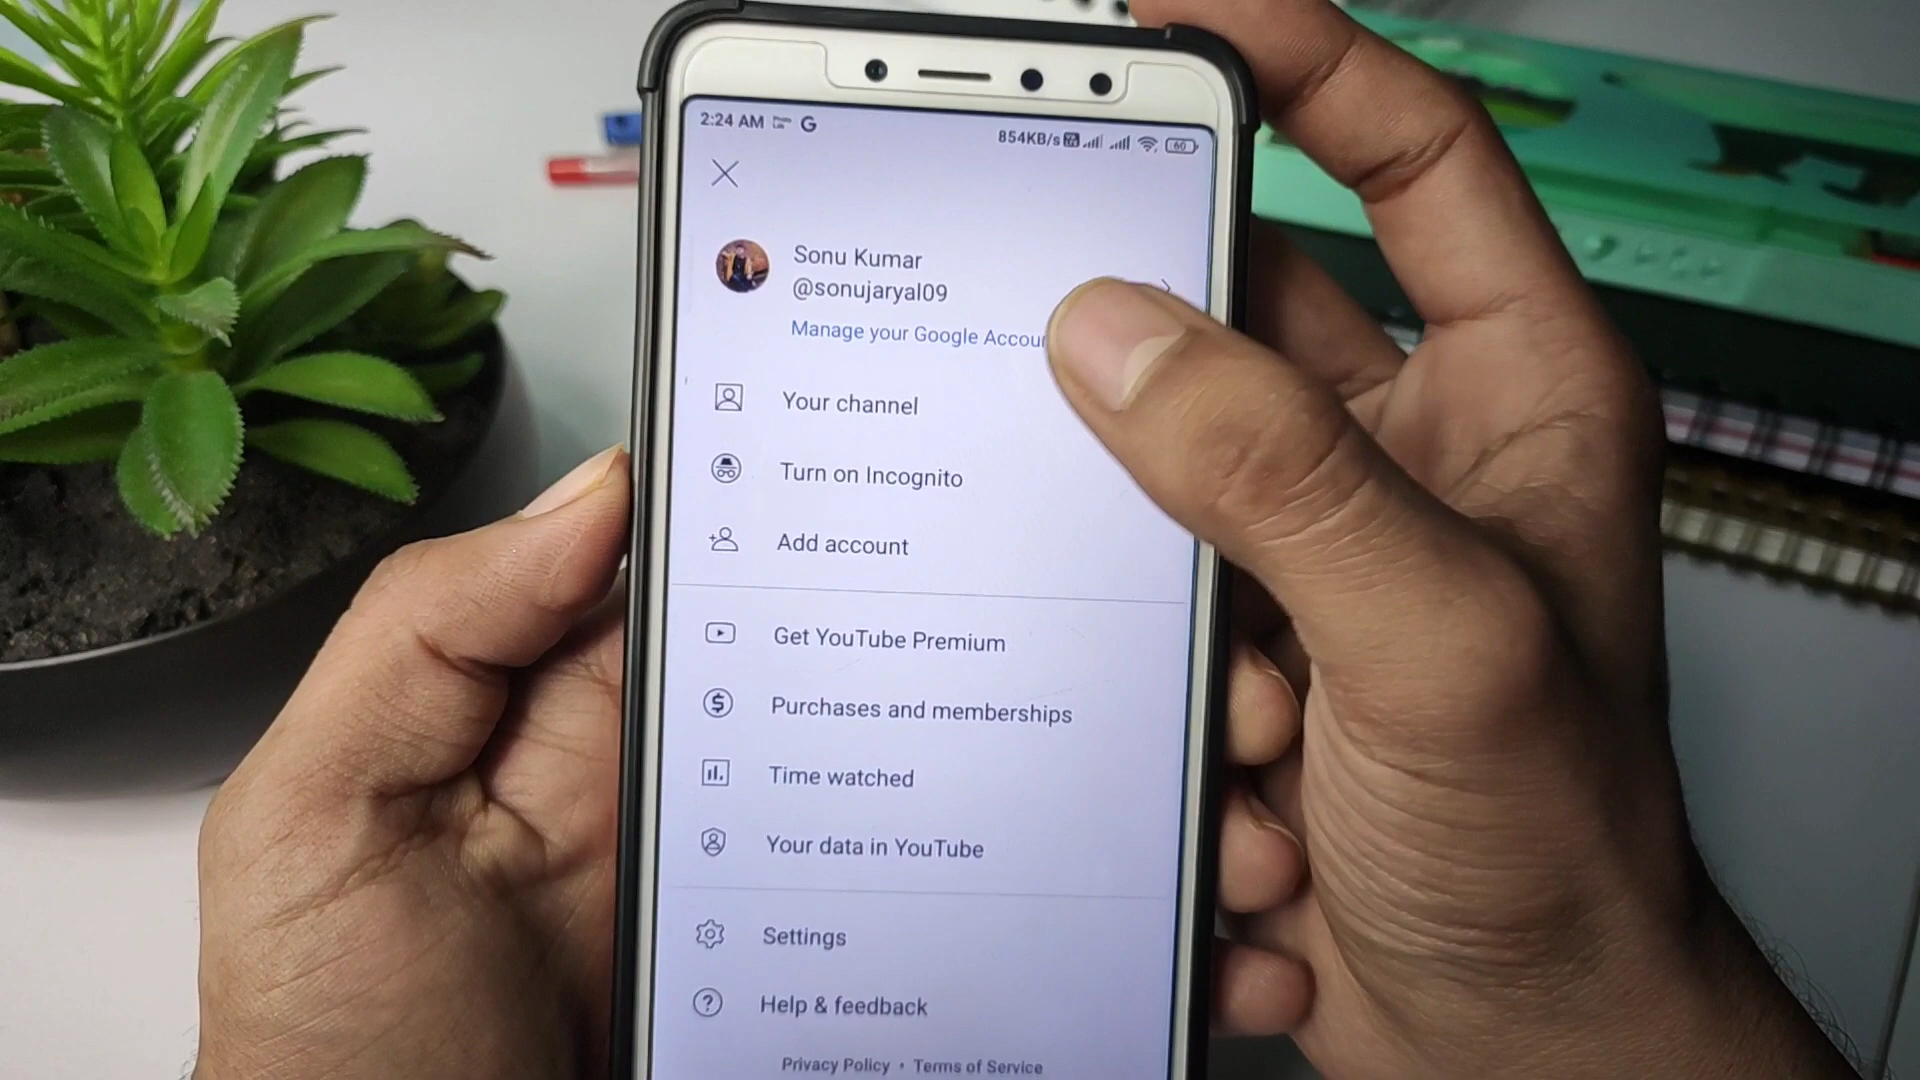 2:24 AM G 854KB/s 60
Sonu Kumar
@sonujaryal09
Manage your Google Accou
Your channel
Turn on Incognito
Add account
Get YouTube Premium
Purchases and memberships
Time watched
Your data in YouTube
Settings
Help & feedback
Privacy Policy • Terms of Service